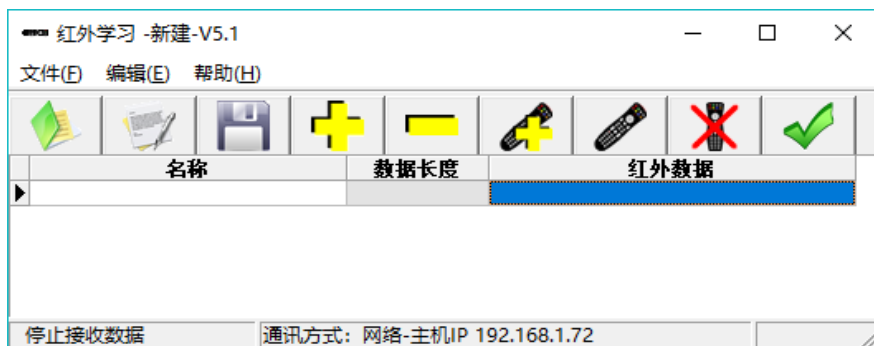 红外学习 -新建-V5.1
文件(F) 编辑(E) 帮助(H)
名称 数据长度 红外数据
停止接收数据 通讯方式：网络-主机IP 192.168.1.72